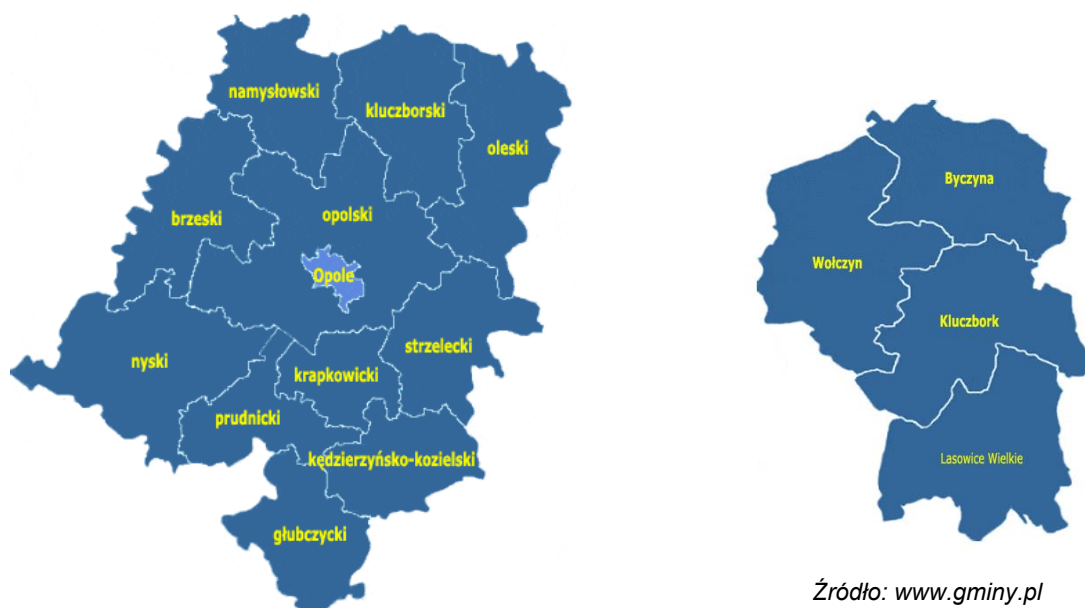 namysłowski
kluczborski
oleski
brzeski
opolski
Opole
nyski
strzelecki
krapkowicki
prudnicki
kędzierzyńsko-kozielski
głubczycki
Byczyna
Wołczyn
Kluczbork
Lasowice Wielkie
Źródło: www.gminy.pl